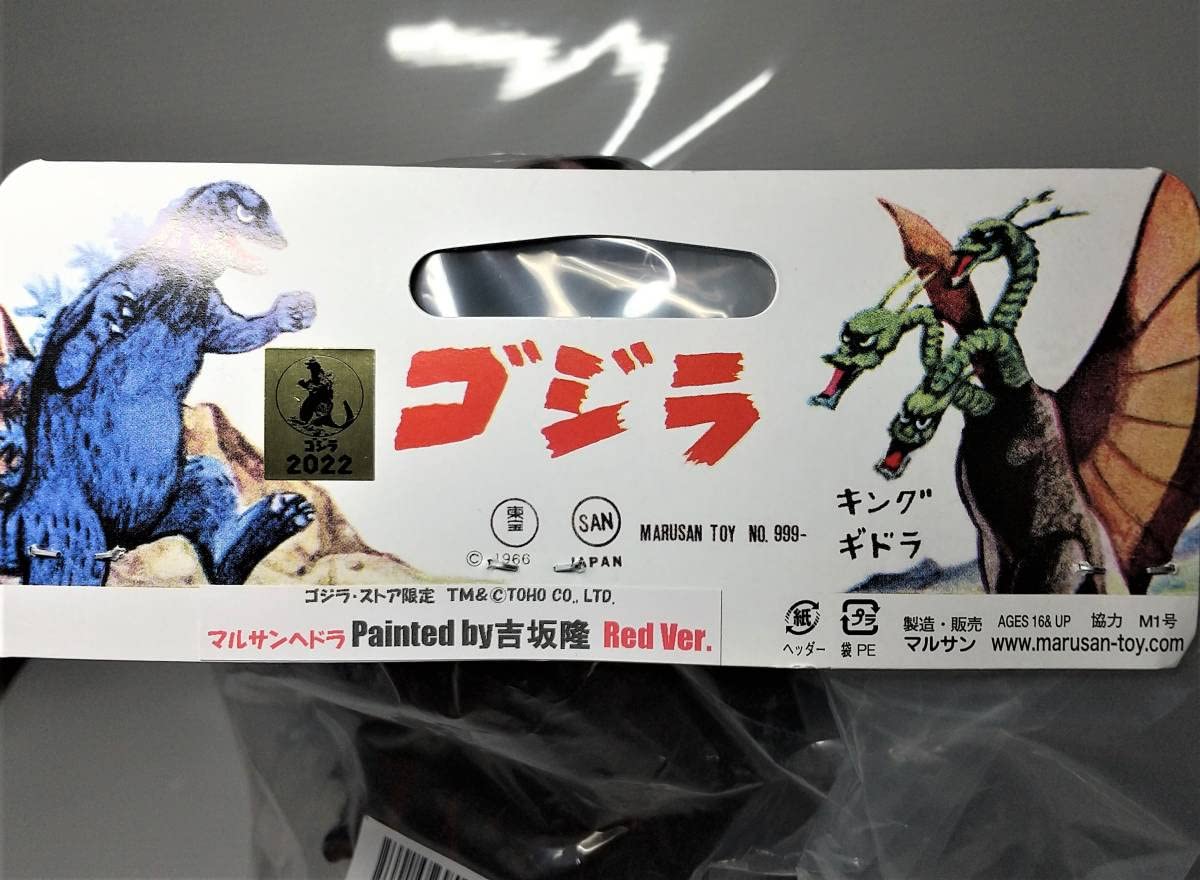 ゴジラ
ゴジラ
2022
東宝
SAN
MARUSAN TOY NO. 999-
© 1966
JAPAN
キング
ギドラ
ゴジラ・ストア限定 TM&©TOHO CO., LTD.
マルサンヘドラ Painted by吉坂隆 Red Ver.
紙
ヘッダー
プラ
袋 PE
製造・販売 AGES 16& UP 協力 M1号
マルサン www.marusan-toy.com